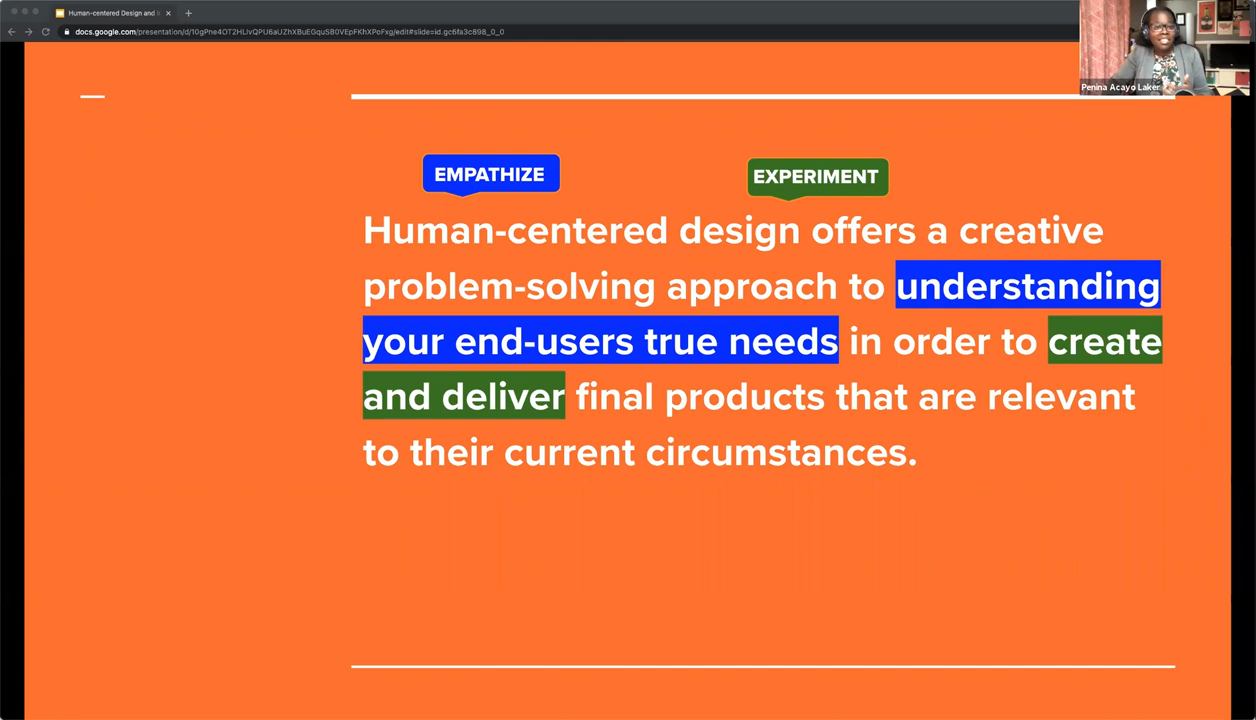 Human-centered Design and I
docs.google.com/presentation/d/10gPne4OT2HLivQPU6aUZhXBuEGquSB0VEpFKhXPoFxg/edit#slide=id.gc6fa3c898_0_0
Penina Acayo Laker
EMPATHIZE
EXPERIMENT
Human-centered design offers a creative
problem-solving approach to understanding
your end-users true needs in order to create
and deliver final products that are relevant
to their current circumstances.